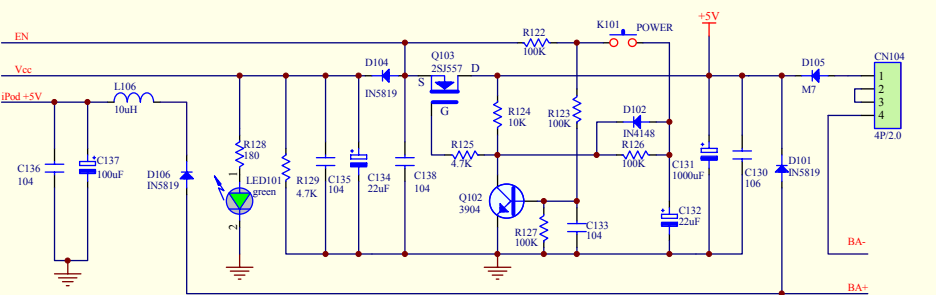 +5V
K101
POWER
EN
R122
100K
Q103
2SJ557
D104
D105
CN104
Vcc
S
D
IN5819
M7
1
2
3
4
4P/2.0
iPod +5V
L106
10uH
G
R124
10K
R123
100K
D102
IN4148
R128
180
R125
4.7K
R126
100K
C136
104
C137
100uF
D106
IN5819
1
LED101
green
2
R129
4.7K
C135
104
C134
22uF
C138
104
Q102
3904
C131
1000uF
C130
106
D101
IN5819
R127
100K
C133
104
C132
22uF
BA-
BA+